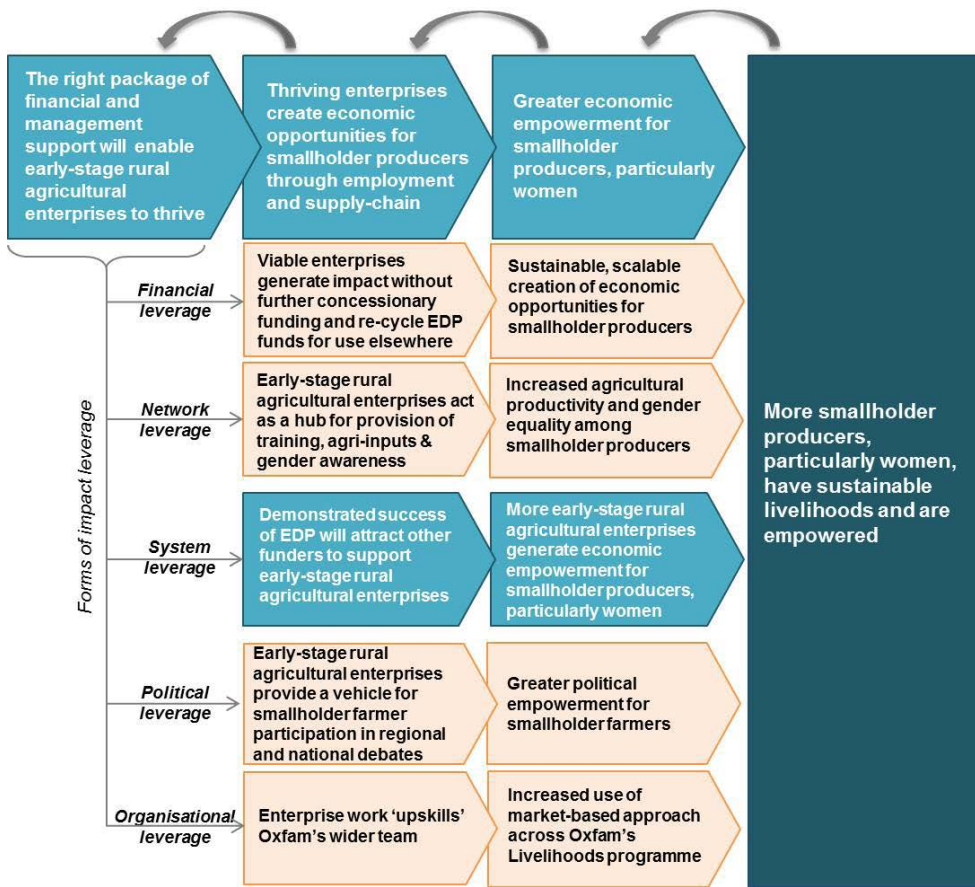 The right package of
financial and
management
support will enable
early-stage rural
agricultural
enterprises to thrive
Thriving enterprises
create economic
opportunities for
smallholder producers
through employment
and supply-chain
Greater economic
empowerment for
smallholder
producers, particularly
women
More smallholder
producers,
particularly women,
have sustainable
livelihoods and are
empowered
Forms of impact leverage
Financial
leverage
Viable enterprises
generate impact without
further concessionary
funding and re-cycle EDP
funds for use elsewhere
Sustainable, scalable
creation of economic
opportunities for
smallholder producers
Network
leverage
Early-stage rural
agricultural enterprises act
as a hub for provision of
training, agri-inputs &
gender awareness
Increased agricultural
productivity and gender
equality among
smallholder producers
System
leverage
Demonstrated success
of EDP will attract other
funders to support
early-stage rural
agricultural enterprises
More early-stage rural
agricultural enterprises
generate economic
empowerment for
smallholder producers,
particularly women
Political
leverage
Early-stage rural
agricultural enterprises
provide a vehicle for
smallholder farmer
participation in regional
and national debates
Greater political
empowerment for
smallholder farmers
Organisational
leverage
Enterprise work ‘upskills’
Oxfam’s wider team
Increased use of
market-based approach
across Oxfam’s
Livelihoods programme